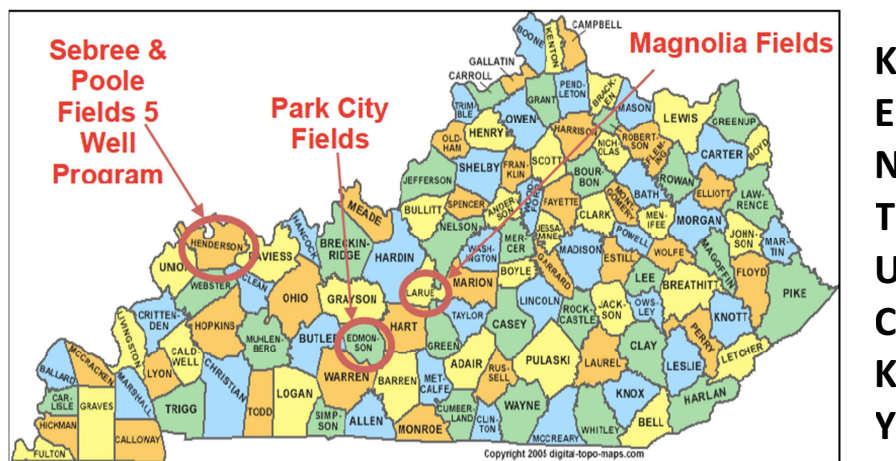 Sebree &
Poole
Fields 5
Well
Program
Park City
Fields
Magnolia Fields
K
E
N
T
U
C
K
Y
BOONE
KENTON
CAMPBELL
GALLATIN
CARROLL
GRANT
PEND-
LETON
BRACK-
EN
MASON
LEWIS
GREENUP
TRIM-
BLE
OWEN
HARRISON
ROBERT-
SON
FLEM-
ING
CARTER
BOYD
OLD-
HAM
HENRY
SHELBY
FRAN-
KLIN
SCOTT
NICH-
OLAS
BOUR-
BON
ROWAN
ELLIOTT
LAW-
RENCE
JEFFERSON
BULLITT
SPENCER
ANDER-
SON
WOOD-
FORD
FAYETTE
CLARK
MONT-
GOMERY
BATH
MEN-
IFEE
MORGAN
JOHN-
SON
MAR-
TIN
MEADE
BRECKIN-
RIDGE
HANCOCK
HARDIN
NELSON
WASH-
INGTON
MER-
CER
JESSA-
MNE
GARRARD
MADISON
ESTILL
POWELL
WOLFE
MAGOFFIN
FLOYD
PIKE
HENDERSON
UNION
DAVIESS
WEBSTER
CLEAN
OHIO
GRAYSON
LARUE
MARION
BOYLE
LINCOLN
ROCK-
CASTLE
JACK-
SON
LEE
OWS-
LEY
BREATHITT
KNOTT
PERRY
CRITTEN-
DEN
LIVINGSTON
HOPKINS
MUHLEN-
BERG
BUTLER
EDMON-
SON
HART
GREEN
TAYLOR
CASEY
PULASKI
LAUREL
CLAY
LESLIE
LETCHER
HARLAN
BALLARD
MCCRACKEN
MARSHALL
LYON
CALD-
WELL
CHRISTIAN
TODD
LOGAN
WARREN
BARREN
MET-
CALFE
ADAIR
RUS-
SELL
WAYNE
KNOX
BELL
CAR-
LISLE
GRAVES
HICKMAN
FULTON
CALLOWAY
TRIGG
SIMP-
SON
ALLEN
MONROE
CUMBER-
LAND
CLIN-
TON
MCCREARY
WHITLEY
Copyright 2005 digital-topo-maps.com